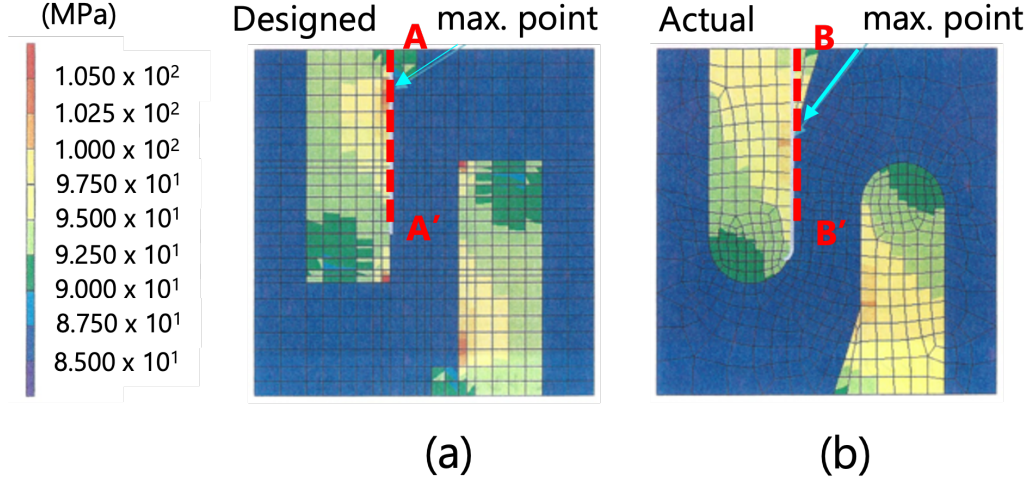 (MPa)
1.050 x 10²
1.025 x 10²
1.000 x 10²
9.750 x 10¹
9.500 x 10¹
9.250 x 10¹
9.000 x 10¹
8.750 x 10¹
8.500 x 10¹
Designed
max. point
A
A′
(a)
Actual
max. point
B
B′
(b)